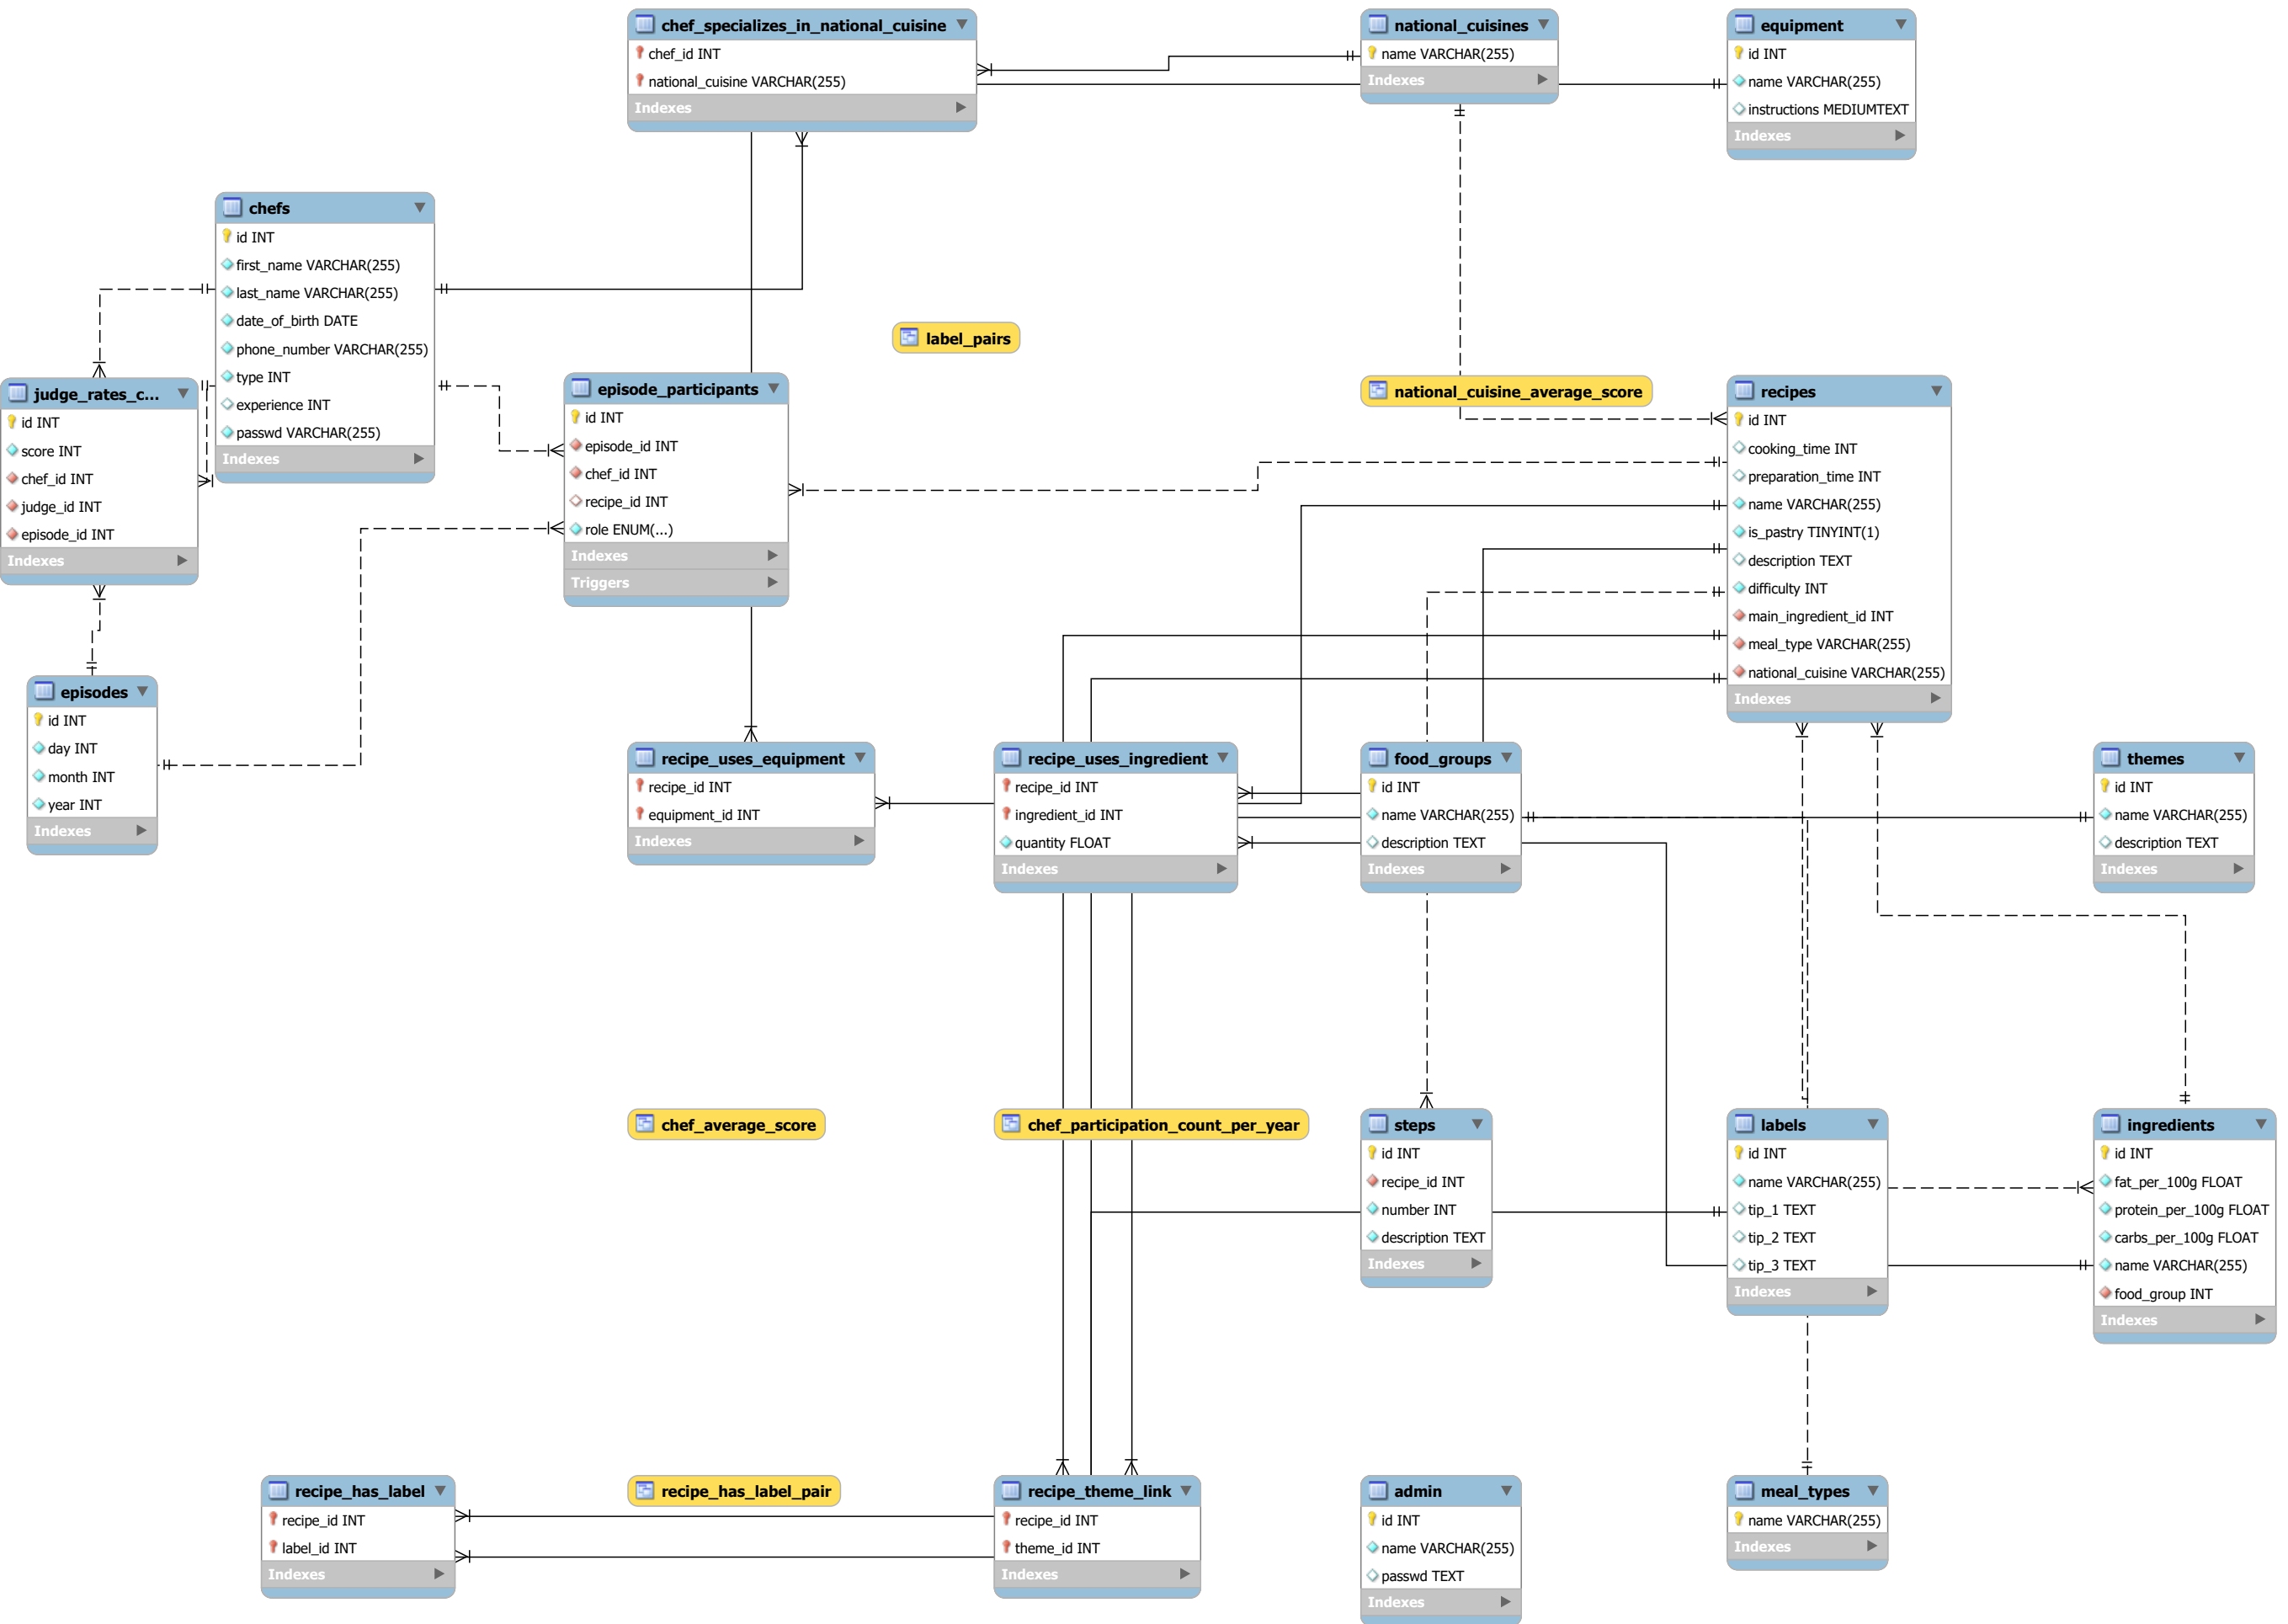 chef_specializes_in_national_cuisine
chef_id INT
national_cuisine VARCHAR(255)
Indexes
national_cuisines
name VARCHAR(255)
Indexes
equipment
id INT
name VARCHAR(255)
instructions MEDIUMTEXT
Indexes
chefs
id INT
first_name VARCHAR(255)
last_name VARCHAR(255)
date_of_birth DATE
phone_number VARCHAR(255)
type INT
experience INT
passwd VARCHAR(255)
Indexes
label_pairs
judge_rates_c...
id INT
score INT
chef_id INT
judge_id INT
episode_id INT
Indexes
episode_participants
id INT
episode_id INT
chef_id INT
recipe_id INT
role ENUM(...)
Indexes
Triggers
national_cuisine_average_score
recipes
id INT
cooking_time INT
preparation_time INT
name VARCHAR(255)
is_pastry TINYINT(1)
description TEXT
difficulty INT
main_ingredient_id INT
meal_type VARCHAR(255)
national_cuisine VARCHAR(255)
Indexes
episodes
id INT
day INT
month INT
year INT
Indexes
recipe_uses_equipment
recipe_id INT
equipment_id INT
Indexes
recipe_uses_ingredient
recipe_id INT
ingredient_id INT
quantity FLOAT
Indexes
food_groups
id INT
name VARCHAR(255)
description TEXT
Indexes
themes
id INT
name VARCHAR(255)
description TEXT
Indexes
chef_average_score
chef_participation_count_per_year
steps
id INT
recipe_id INT
number INT
description TEXT
Indexes
labels
id INT
name VARCHAR(255)
tip_1 TEXT
tip_2 TEXT
tip_3 TEXT
Indexes
ingredients
id INT
fat_per_100g FLOAT
protein_per_100g FLOAT
carbs_per_100g FLOAT
name VARCHAR(255)
food_group INT
Indexes
recipe_has_label
recipe_id INT
label_id INT
Indexes
recipe_has_label_pair
recipe_theme_link
recipe_id INT
theme_id INT
Indexes
admin
id INT
name VARCHAR(255)
passwd TEXT
Indexes
meal_types
name VARCHAR(255)
Indexes